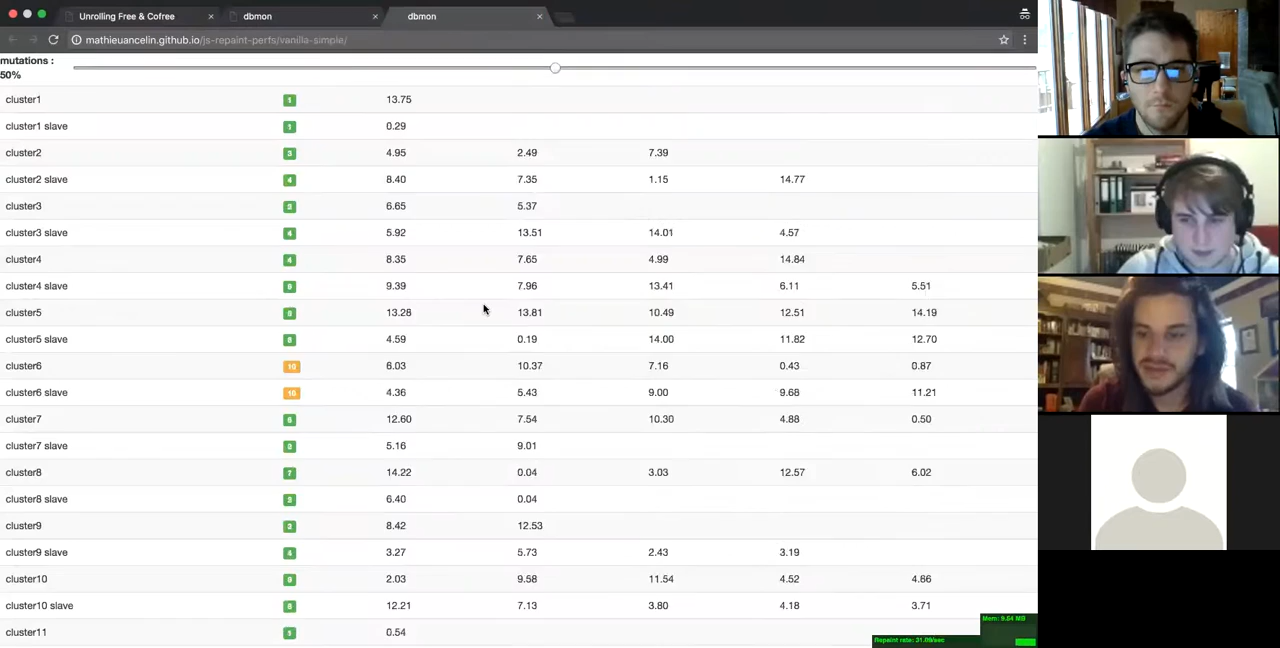 Unrolling Free & Cofree
dbmon
dbmon
mathieuancelin.github.io/js-repaint-perfs/vanilla-simple/
mutations :
50%
cluster1 1 13.75
cluster1 slave 1 0.29
cluster2 3 4.95 2.49 7.39
cluster2 slave 4 8.40 7.35 1.15 14.77
cluster3 2 6.65 5.37
cluster3 slave 4 5.92 13.51 14.01 4.57
cluster4 4 8.35 7.65 4.99 14.84
cluster4 slave 9.39 7.96 13.41 6.11 5.51
cluster5 13.28 13.81 10.49 12.51 14.19
cluster5 slave 4.59 0.19 14.00 11.82 12.70
cluster6 6.03 10.37 7.16 0.43 0.87
cluster6 slave 4.36 5.43 9.00 9.68 11.21
cluster7 12.60 7.54 10.30 4.88 0.50
cluster7 slave 5.16 9.01
cluster8 7 14.22 0.04 3.03 12.57 6.02
cluster8 slave 2 6.40 0.04
cluster9 2 8.42 12.53
cluster9 slave 4 3.27 5.73 2.43 3.19
cluster10 2.03 9.58 11.54 4.52 4.86
cluster10 slave 12.21 7.13 3.80 4.18 3.71
cluster11 0.54
Mem: 9.54 MB
Repaint rate: 31.09/sec